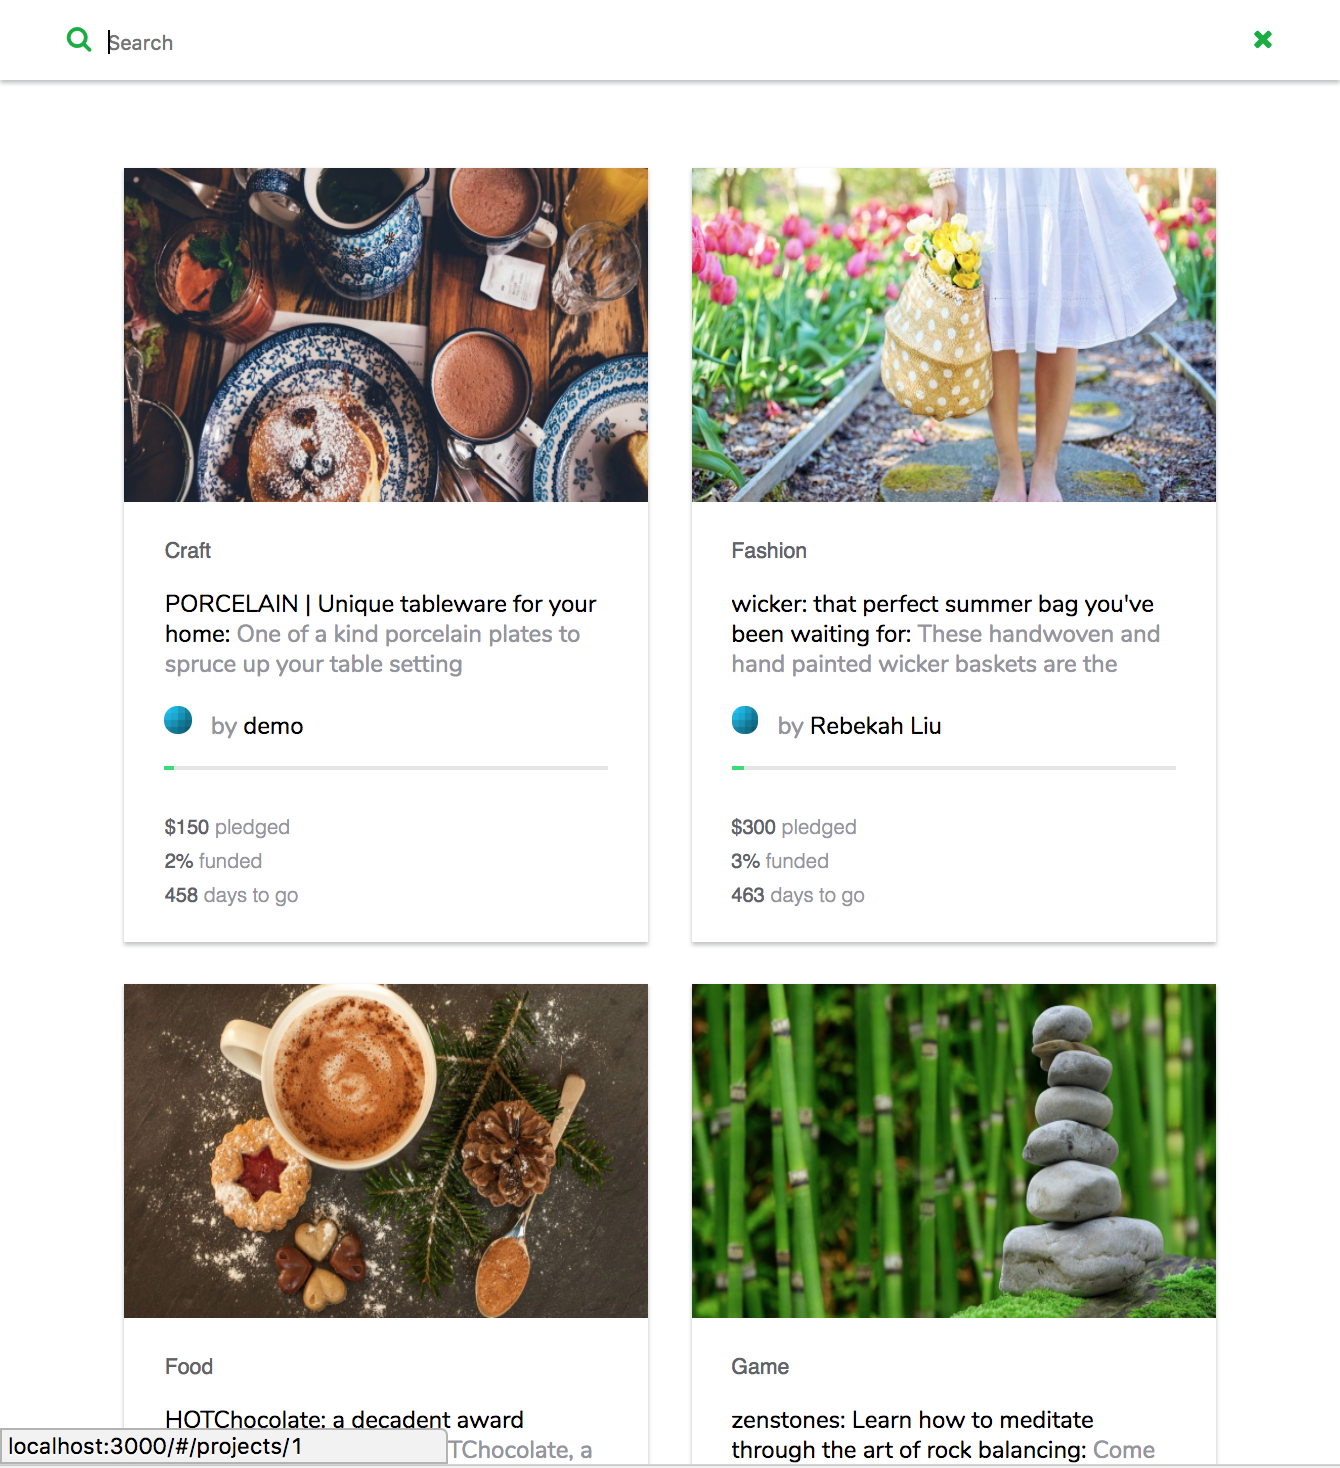 Search
Craft
PORCELAIN | Unique tableware for your
home: One of a kind porcelain plates to
spruce up your table setting
by demo
$150 pledged
2% funded
458 days to go
Fashion
wicker: that perfect summer bag you've
been waiting for: These handwoven and
hand painted wicker baskets are the
by Rebekah Liu
$300 pledged
3% funded
463 days to go
Food
HOTChocolate: a decadent award
TChocolate, a
Game
zenstones: Learn how to meditate
through the art of rock balancing: Come
localhost:3000/#/projects/1